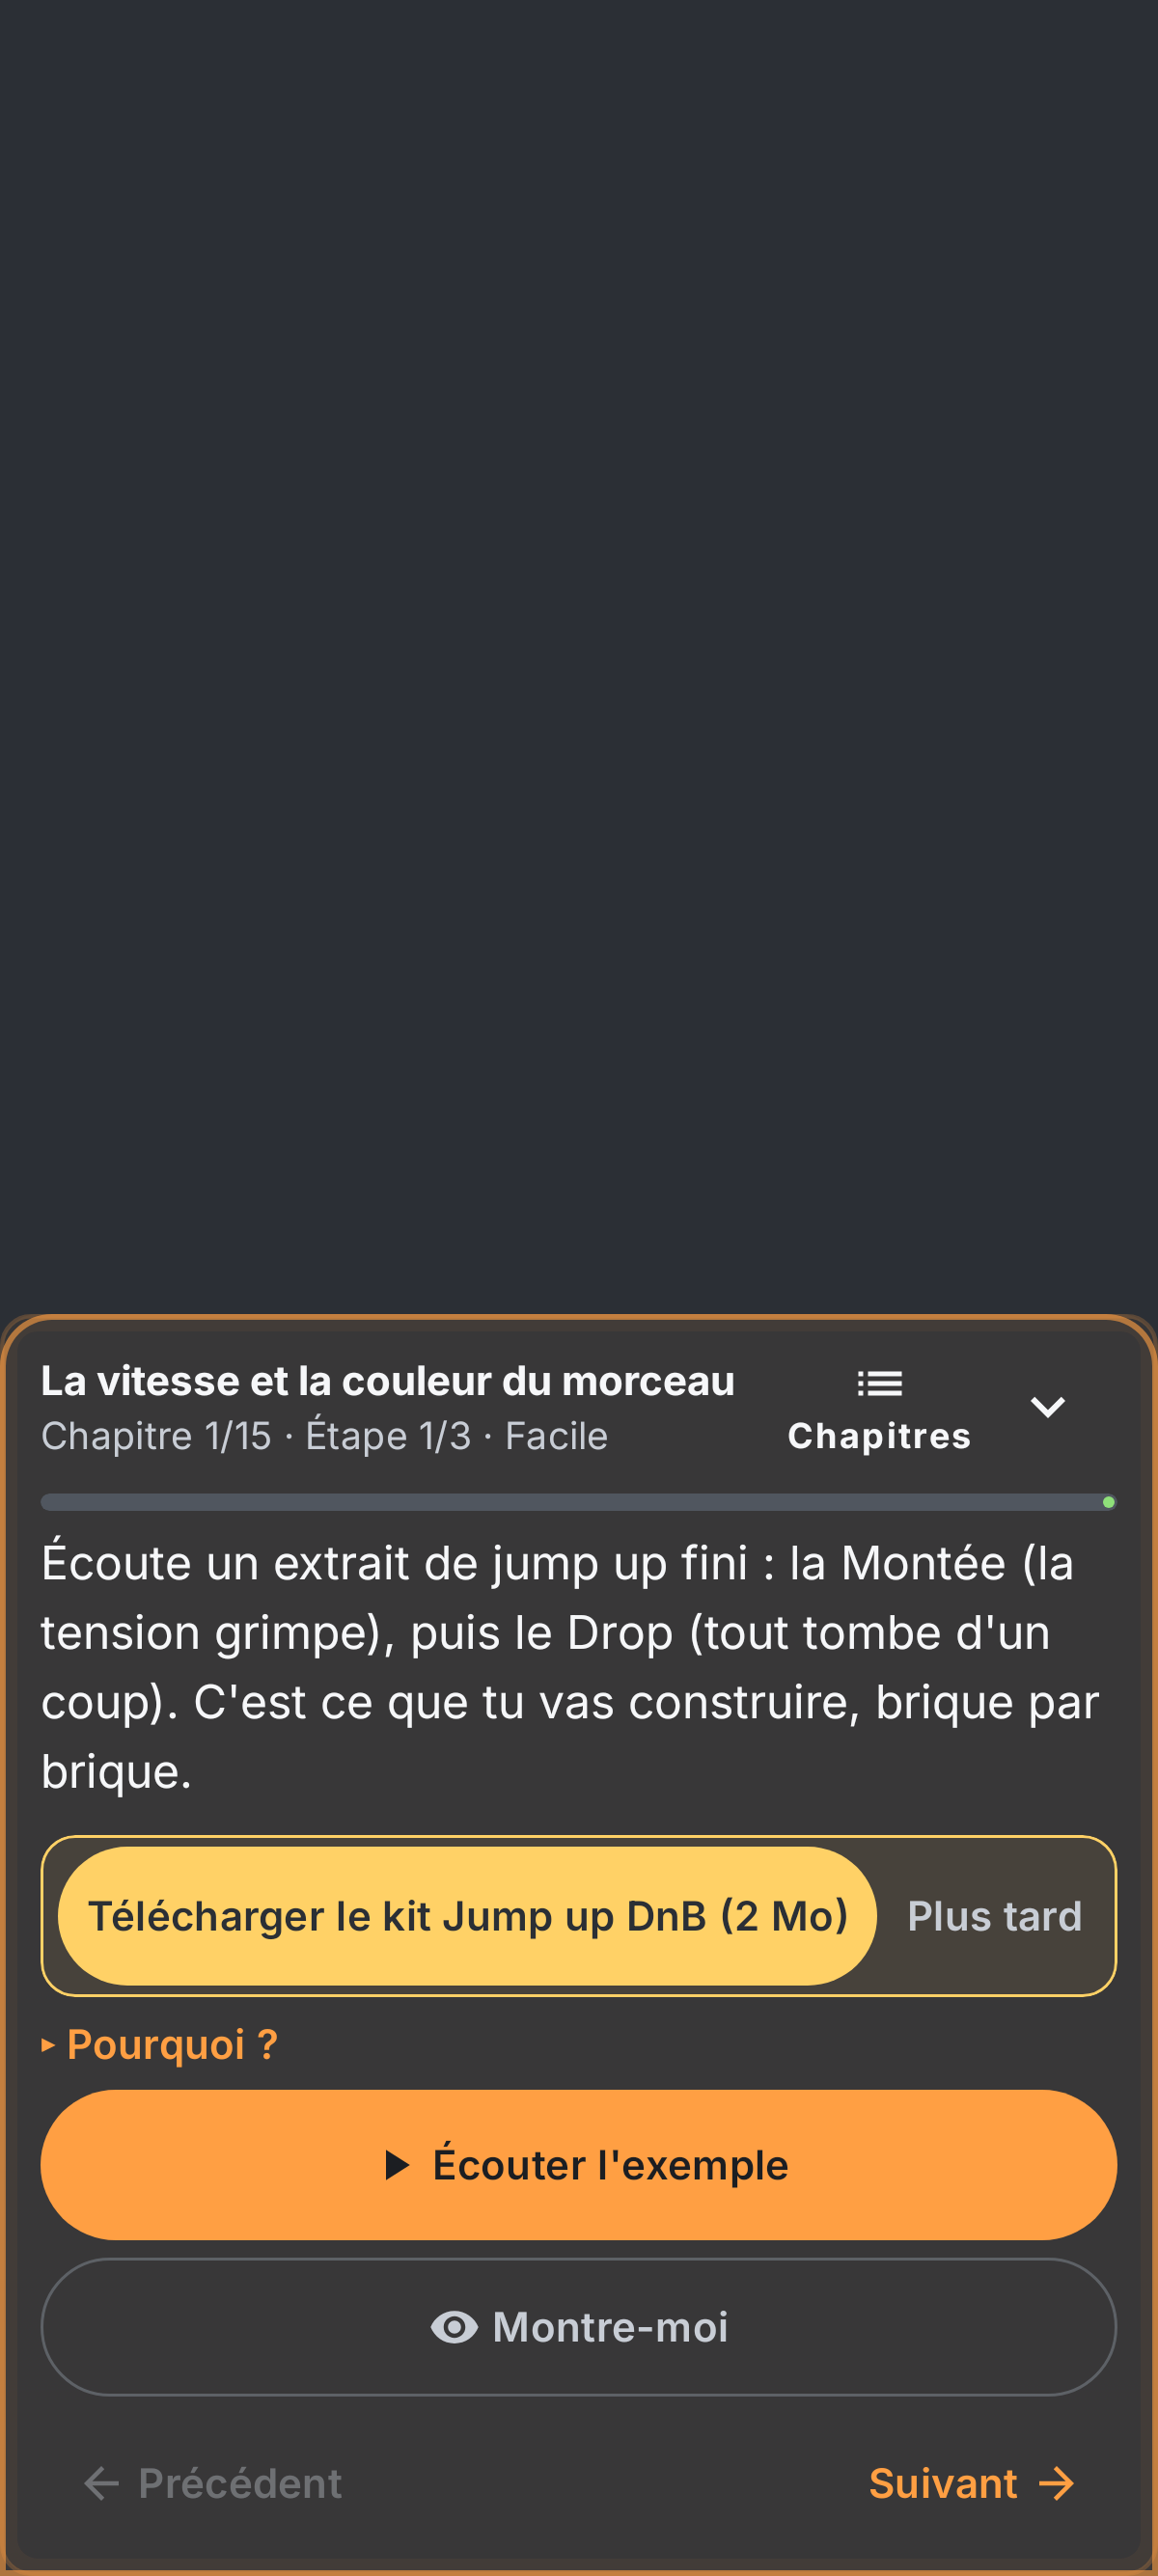 La vitesse et la couleur du morceau
Chapitre 1/15 · Étape 1/3 · Facile
Chapitres
Écoute un extrait de jump up fini : la Montée (la
tension grimpe), puis le Drop (tout tombe d'un
coup). C'est ce que tu vas construire, brique par
brique.
Télécharger le kit Jump up DnB (2 Mo)
Plus tard
▸ Pourquoi ?
Écouter l'exemple
Montre-moi
← Précédent
Suivant →